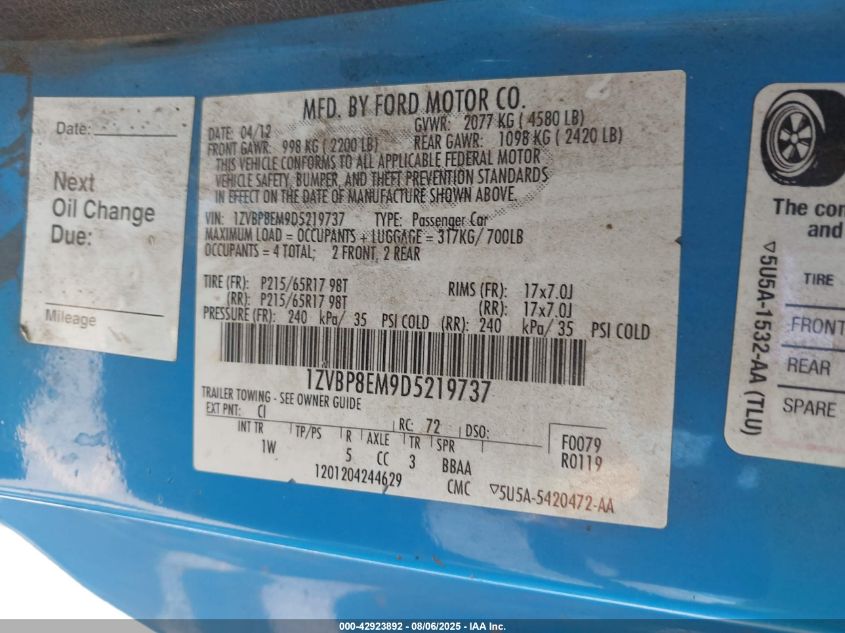 Date:
Next
Oil Change
Due:
Mileage
MFD. BY FORD MOTOR CO.
DATE: 04/12 GVWR: 2077 KG ( 4580 LB)
FRONT GAWR: 998 KG ( 2200 LB) REAR GAWR: 1098 KG ( 2420 LB)
THIS VEHICLE CONFORMS TO ALL APPLICABLE FEDERAL MOTOR
VEHICLE SAFETY, BUMPER, AND THEFT PREVENTION STANDARDS
IN EFFECT ON THE DATE OF MANUFACTURE SHOWN ABOVE.
VIN: 1ZVBP8EM9D5219737 TYPE: Passenger Car
MAXIMUM LOAD = OCCUPANTS + LUGGAGE = 317KG/ 700LB
OCCUPANTS = 4 TOTAL; 2 FRONT, 2 REAR
TIRE (FR): P215/65R17 98T RIMS (FR): 17x7.0J
(RR): P215/65R17 98T (RR): 17x7.0J
PRESSURE (FR): 240 kPa/ 35 PSI COLD (RR): 240 kPa/ 35 PSI COLD
1ZVBP8EM9D5219737
TRAILER TOWING - SEE OWNER GUIDE
EXT PNT: CI RC: 72 DSO:
INT TR TP/PS R AXLE TR SPR F0079
1W 5 CC 3 BBAA R0119
1201204244629 CMC ▽5U5A-5420472-AA
The com
and
▽5U5A-1532-AA (TLU)
TIRE
FRONT
REAR
SPARE
000-42923892 - 08/06/2025 - IAA Inc.